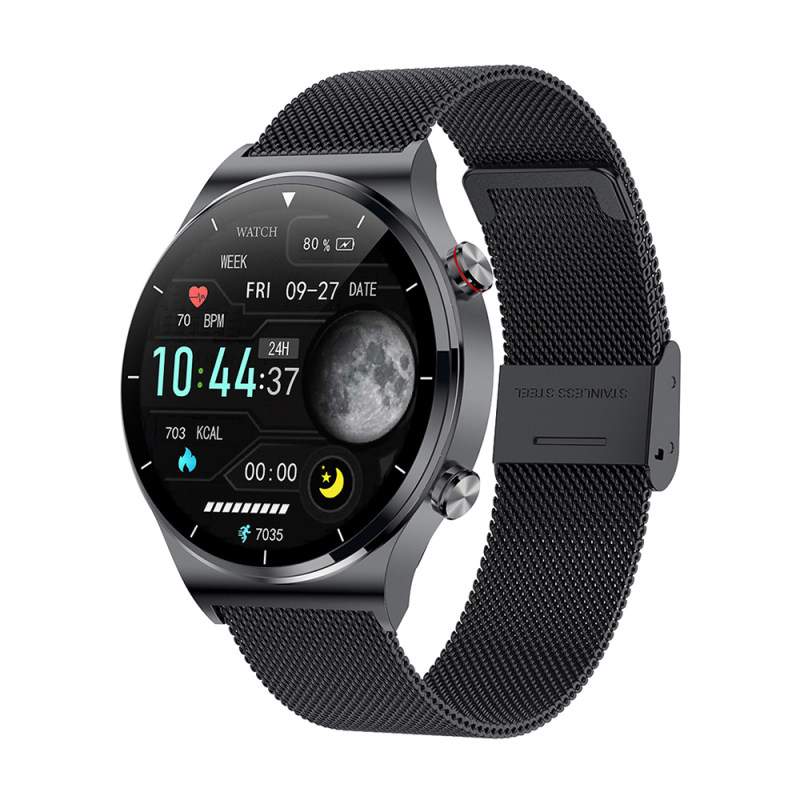 WATCH
80 %
WEEK
FRI 09-27 DATE
70 BPM
24H
10:44:37
703 KCAL
00:00
7035
STAINLESS STEEL